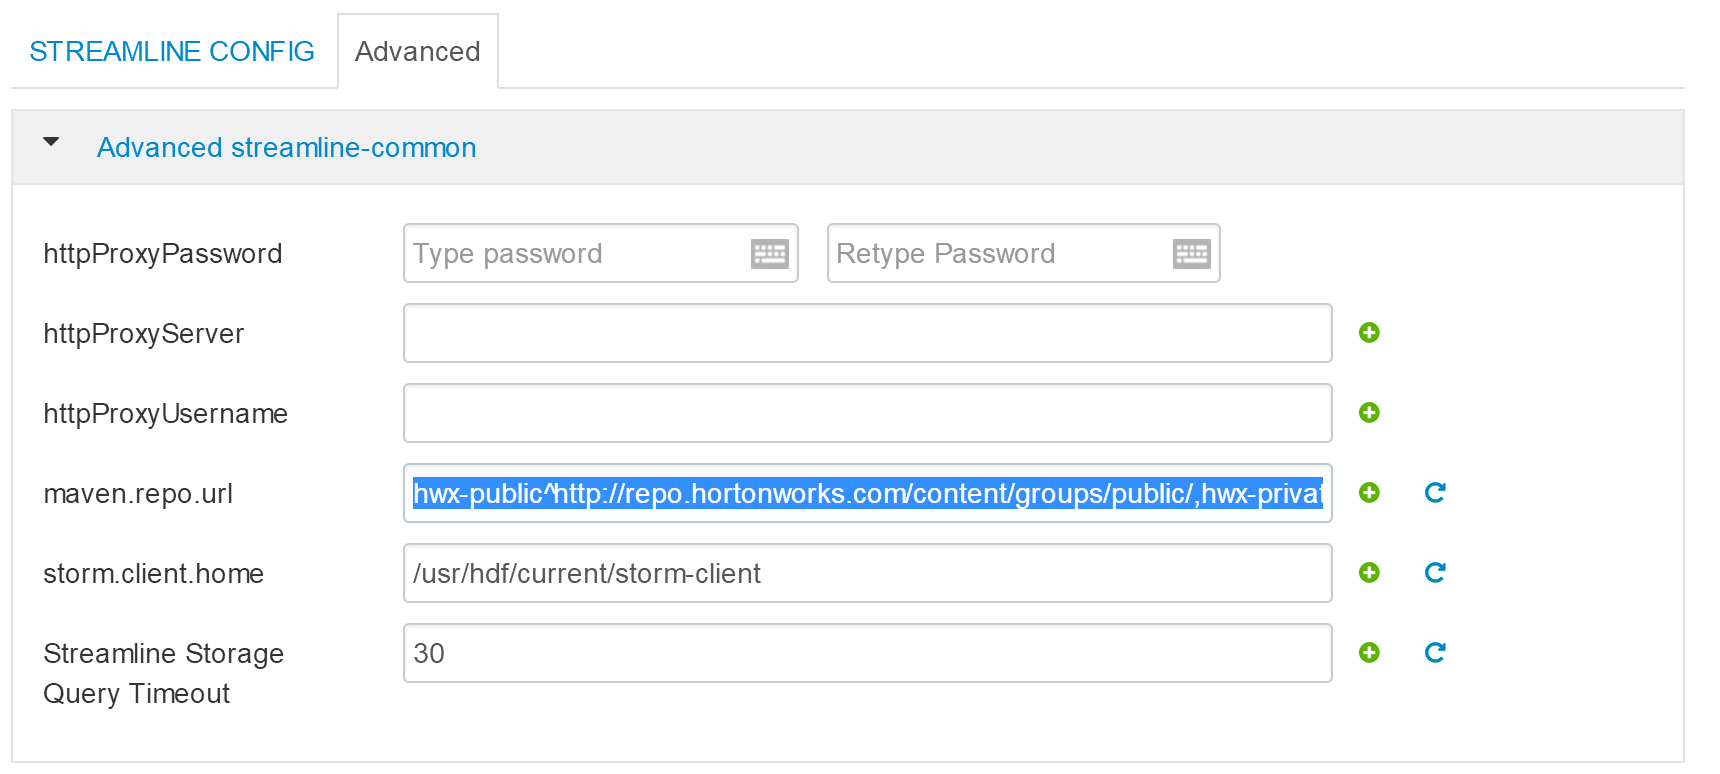 STREAMLINE CONFIG
Advanced
Advanced streamline-common
httpProxyPassword
Type password
Retype Password
httpProxyServer
httpProxyUsername
maven.repo.url
hwx-public^http://repo.hortonworks.com/content/groups/public/,hwx-privat
storm.client.home
/usr/hdf/current/storm-client
Streamline Storage
Query Timeout
30